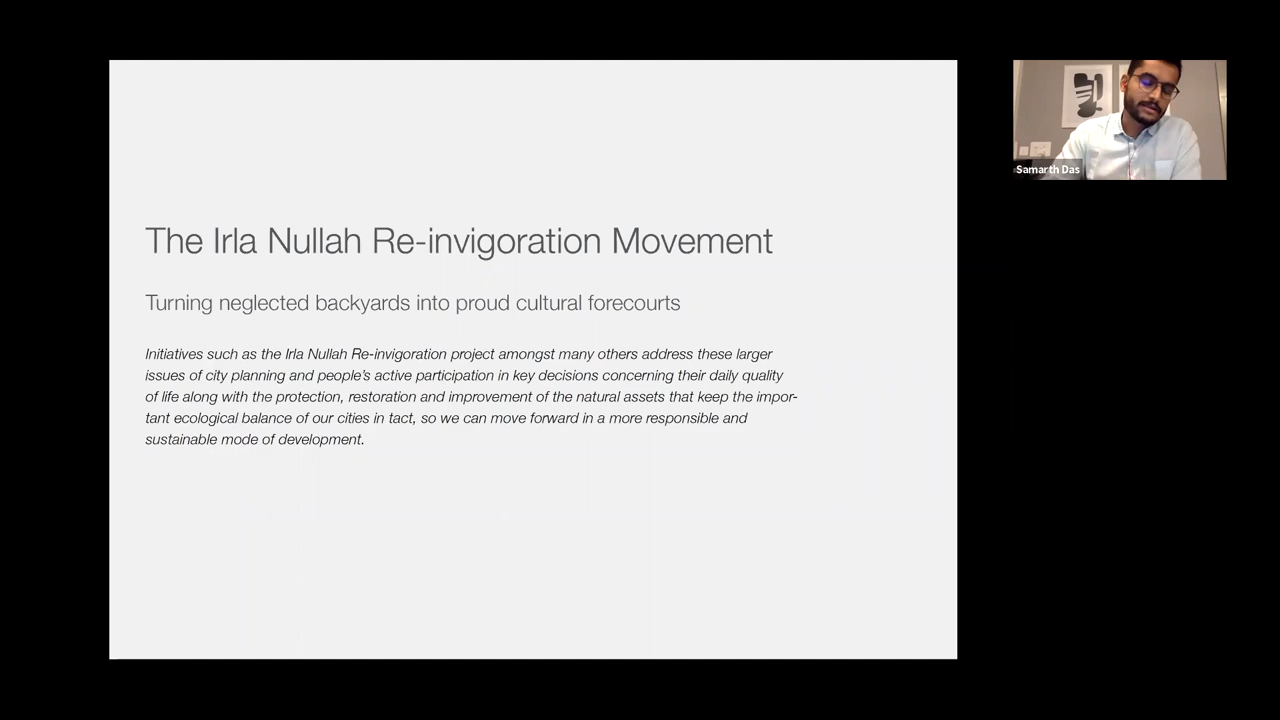 The Irla Nullah Re-invigoration Movement
Turning neglected backyards into proud cultural forecourts
Initiatives such as the Irla Nullah Re-invigoration project amongst many others address these larger
issues of city planning and people's active participation in key decisions concerning their daily quality
of life along with the protection, restoration and improvement of the natural assets that keep the impor-
tant ecological balance of our cities in tact, so we can move forward in a more responsible and
sustainable mode of development.
Samarth Das